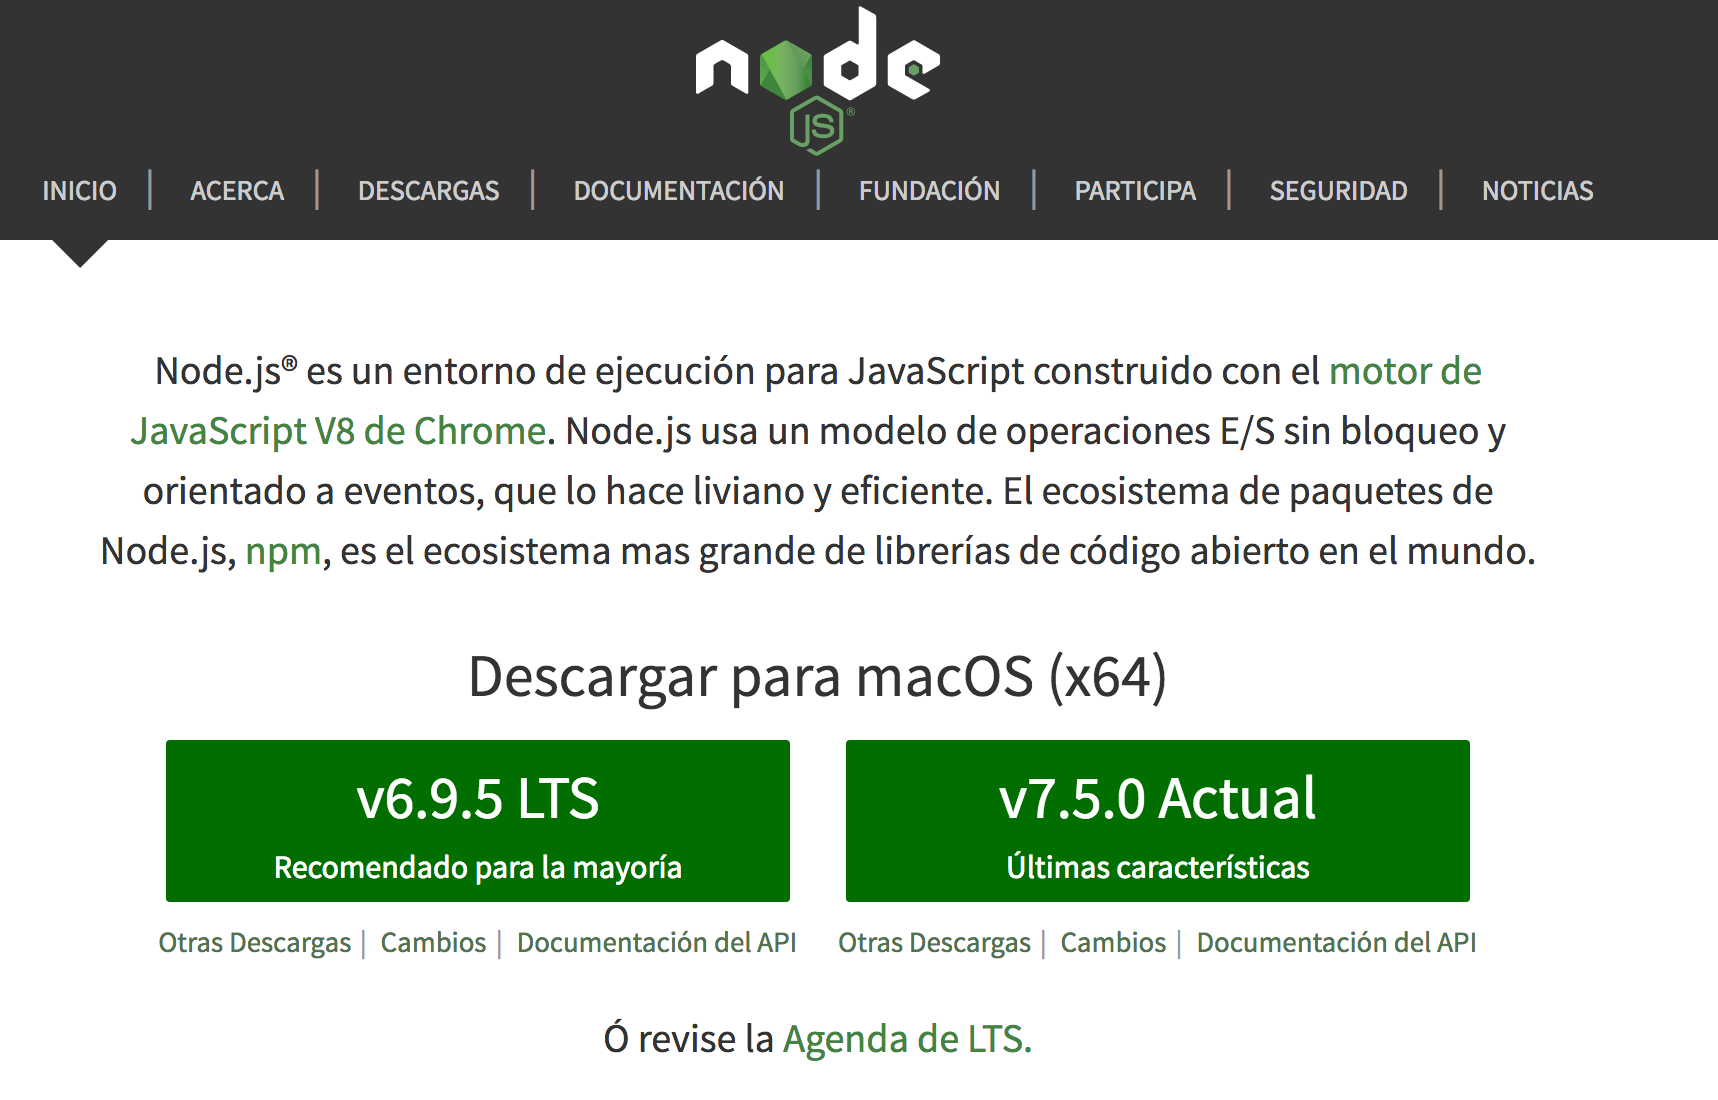 node
JS®
INICIO | ACERCA | DESCARGAS | DOCUMENTACIÓN | FUNDACIÓN | PARTICIPA | SEGURIDAD | NOTICIAS
Node.js® es un entorno de ejecución para JavaScript construido con el motor de
JavaScript V8 de Chrome. Node.js usa un modelo de operaciones E/S sin bloqueo y
orientado a eventos, que lo hace liviano y eficiente. El ecosistema de paquetes de
Node.js, npm, es el ecosistema mas grande de librerías de código abierto en el mundo.
Descargar para macOS (x64)
v6.9.5 LTS
Recomendado para la mayoría
Otras Descargas | Cambios | Documentación del API
v7.5.0 Actual
Últimas características
Otras Descargas | Cambios | Documentación del API
Ó revise la Agenda de LTS.